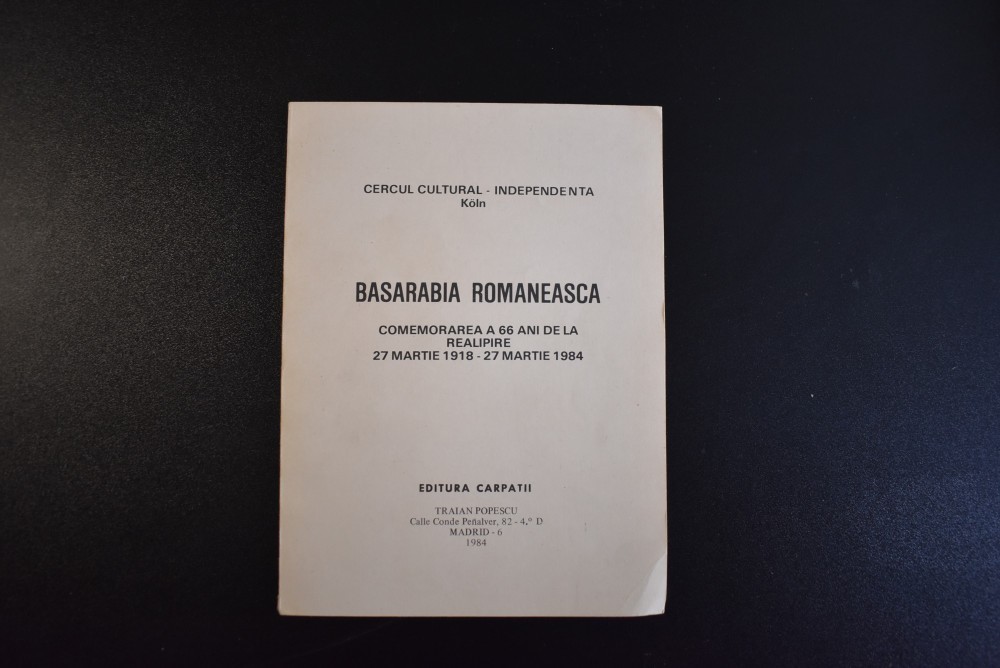 CERCUL CULTURAL - INDEPENDENTA
Köln
BASARABIA ROMANEASCA
COMEMORAREA A 66 ANI DE LA
REALIPIRE
27 MARTIE 1918 - 27 MARTIE 1984
EDITURA CARPATII
TRAIAN POPESCU
Calle Conde Peñalver, 82 - 4.º D
MADRID - 6
1984